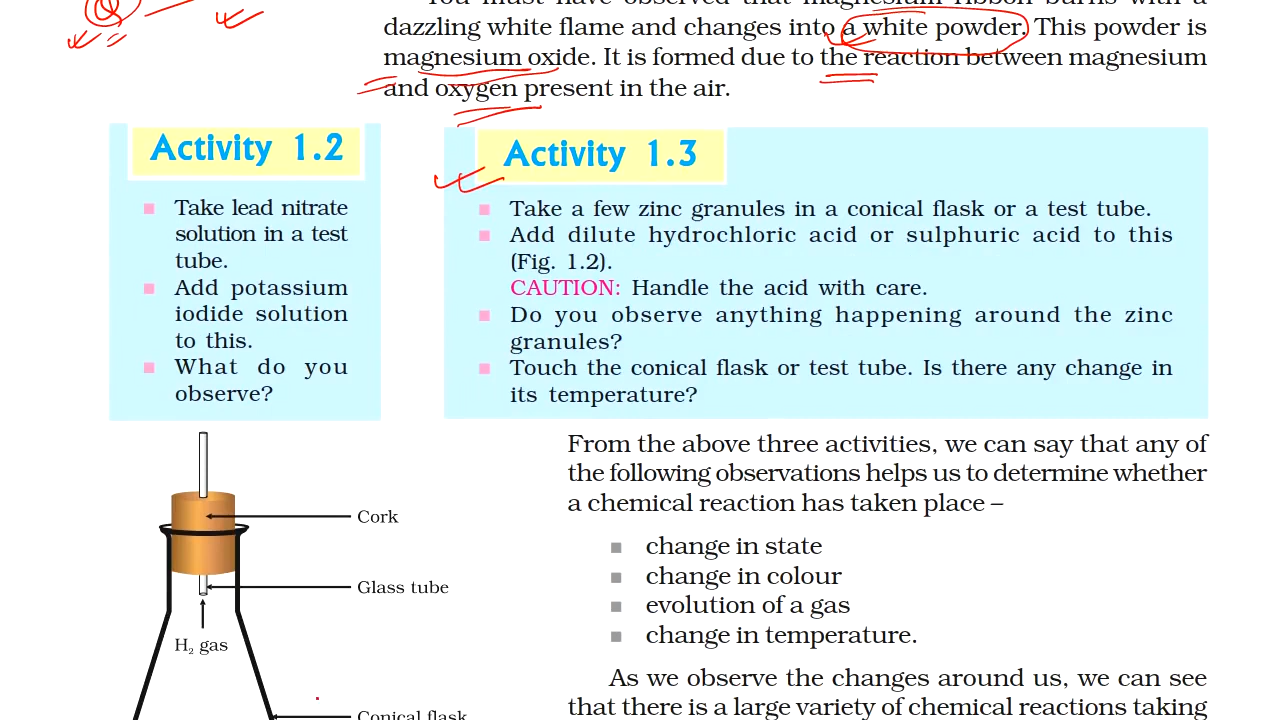 dazzling white flame and changes into a white powder. This powder is
magnesium oxide. It is formed due to the reaction between magnesium
and oxygen present in the air.
Activity 1.2
Take lead nitrate
solution in a test
tube.
Add potassium
iodide solution
to this.
What do you
observe?
Activity 1.3
Take a few zinc granules in a conical flask or a test tube.
Add dilute hydrochloric acid or sulphuric acid to this
(Fig. 1.2).
CAUTION: Handle the acid with care.
Do you observe anything happening around the zinc
granules?
Touch the conical flask or test tube. Is there any change in
its temperature?
Cork
Glass tube
H₂ gas
Conical flask
From the above three activities, we can say that any of
the following observations helps us to determine whether
a chemical reaction has taken place –
change in state
change in colour
evolution of a gas
change in temperature.
As we observe the changes around us, we can see
that there is a large variety of chemical reactions taking